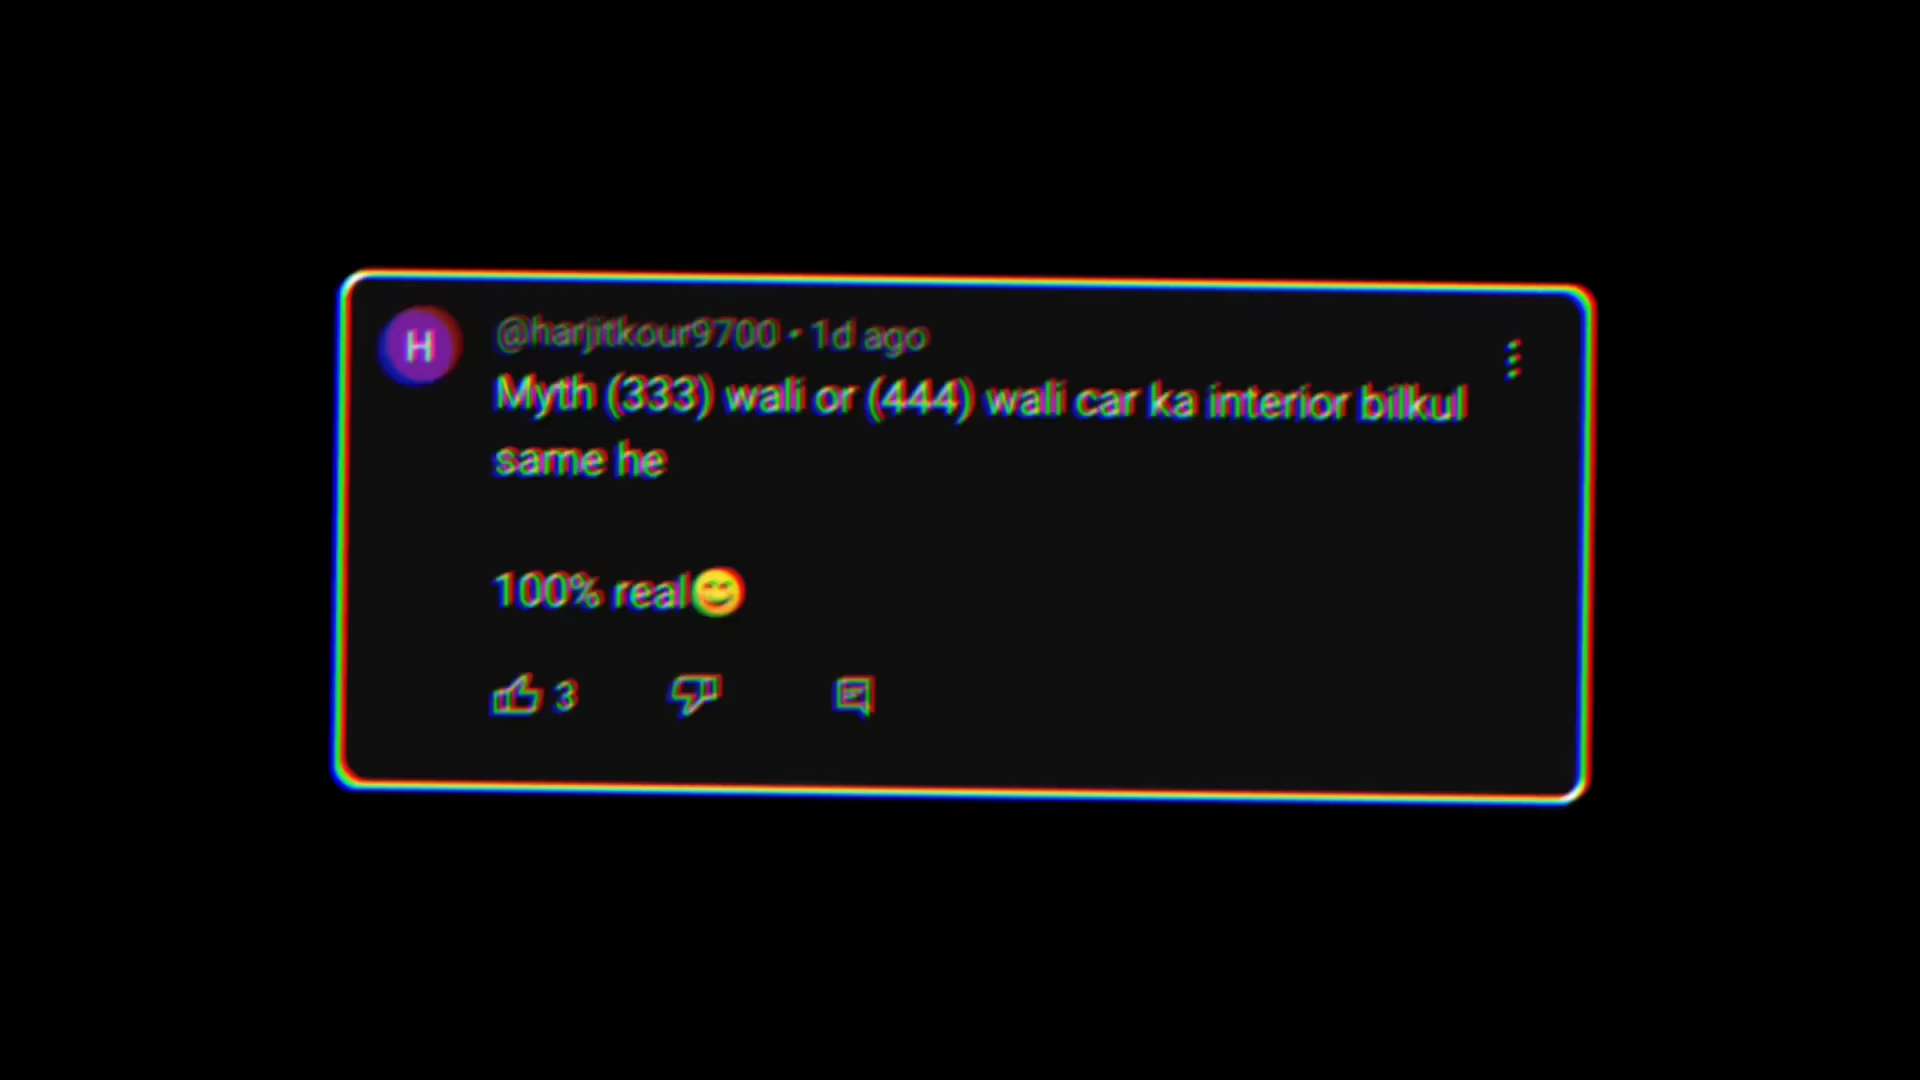 H
@harjitkour9700 • 1d ago
Myth (333) wali or (444) wali car ka interior bilkul
same he
100% real😊
3